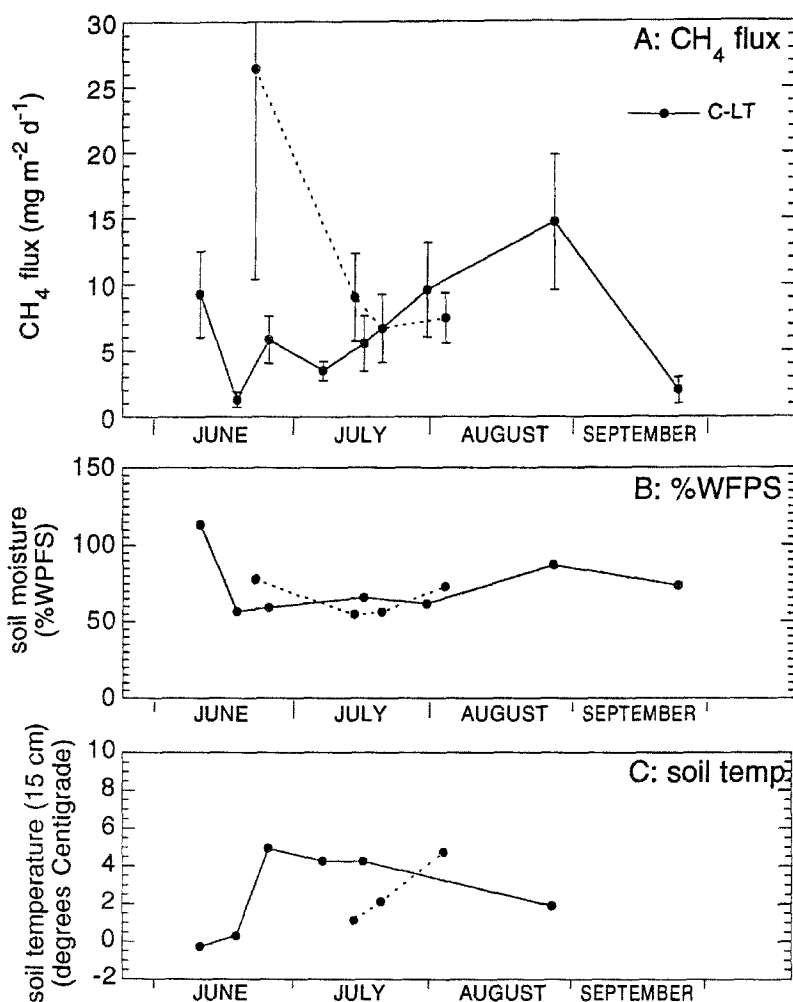 A: CH4 flux
C-LT
CH4 flux (mg m-2 d-1)
30
25
20
15
10
5
0
JUNE JULY AUGUST SEPTEMBER
B: %WFPS
soil moisture
(%WPFS)
150
100
50
0
JUNE JULY AUGUST SEPTEMBER
C: soil temp
soil temperature (15 cm)
(degrees Centigrade)
10
8
6
4
2
0
-2
JUNE JULY AUGUST SEPTEMBER